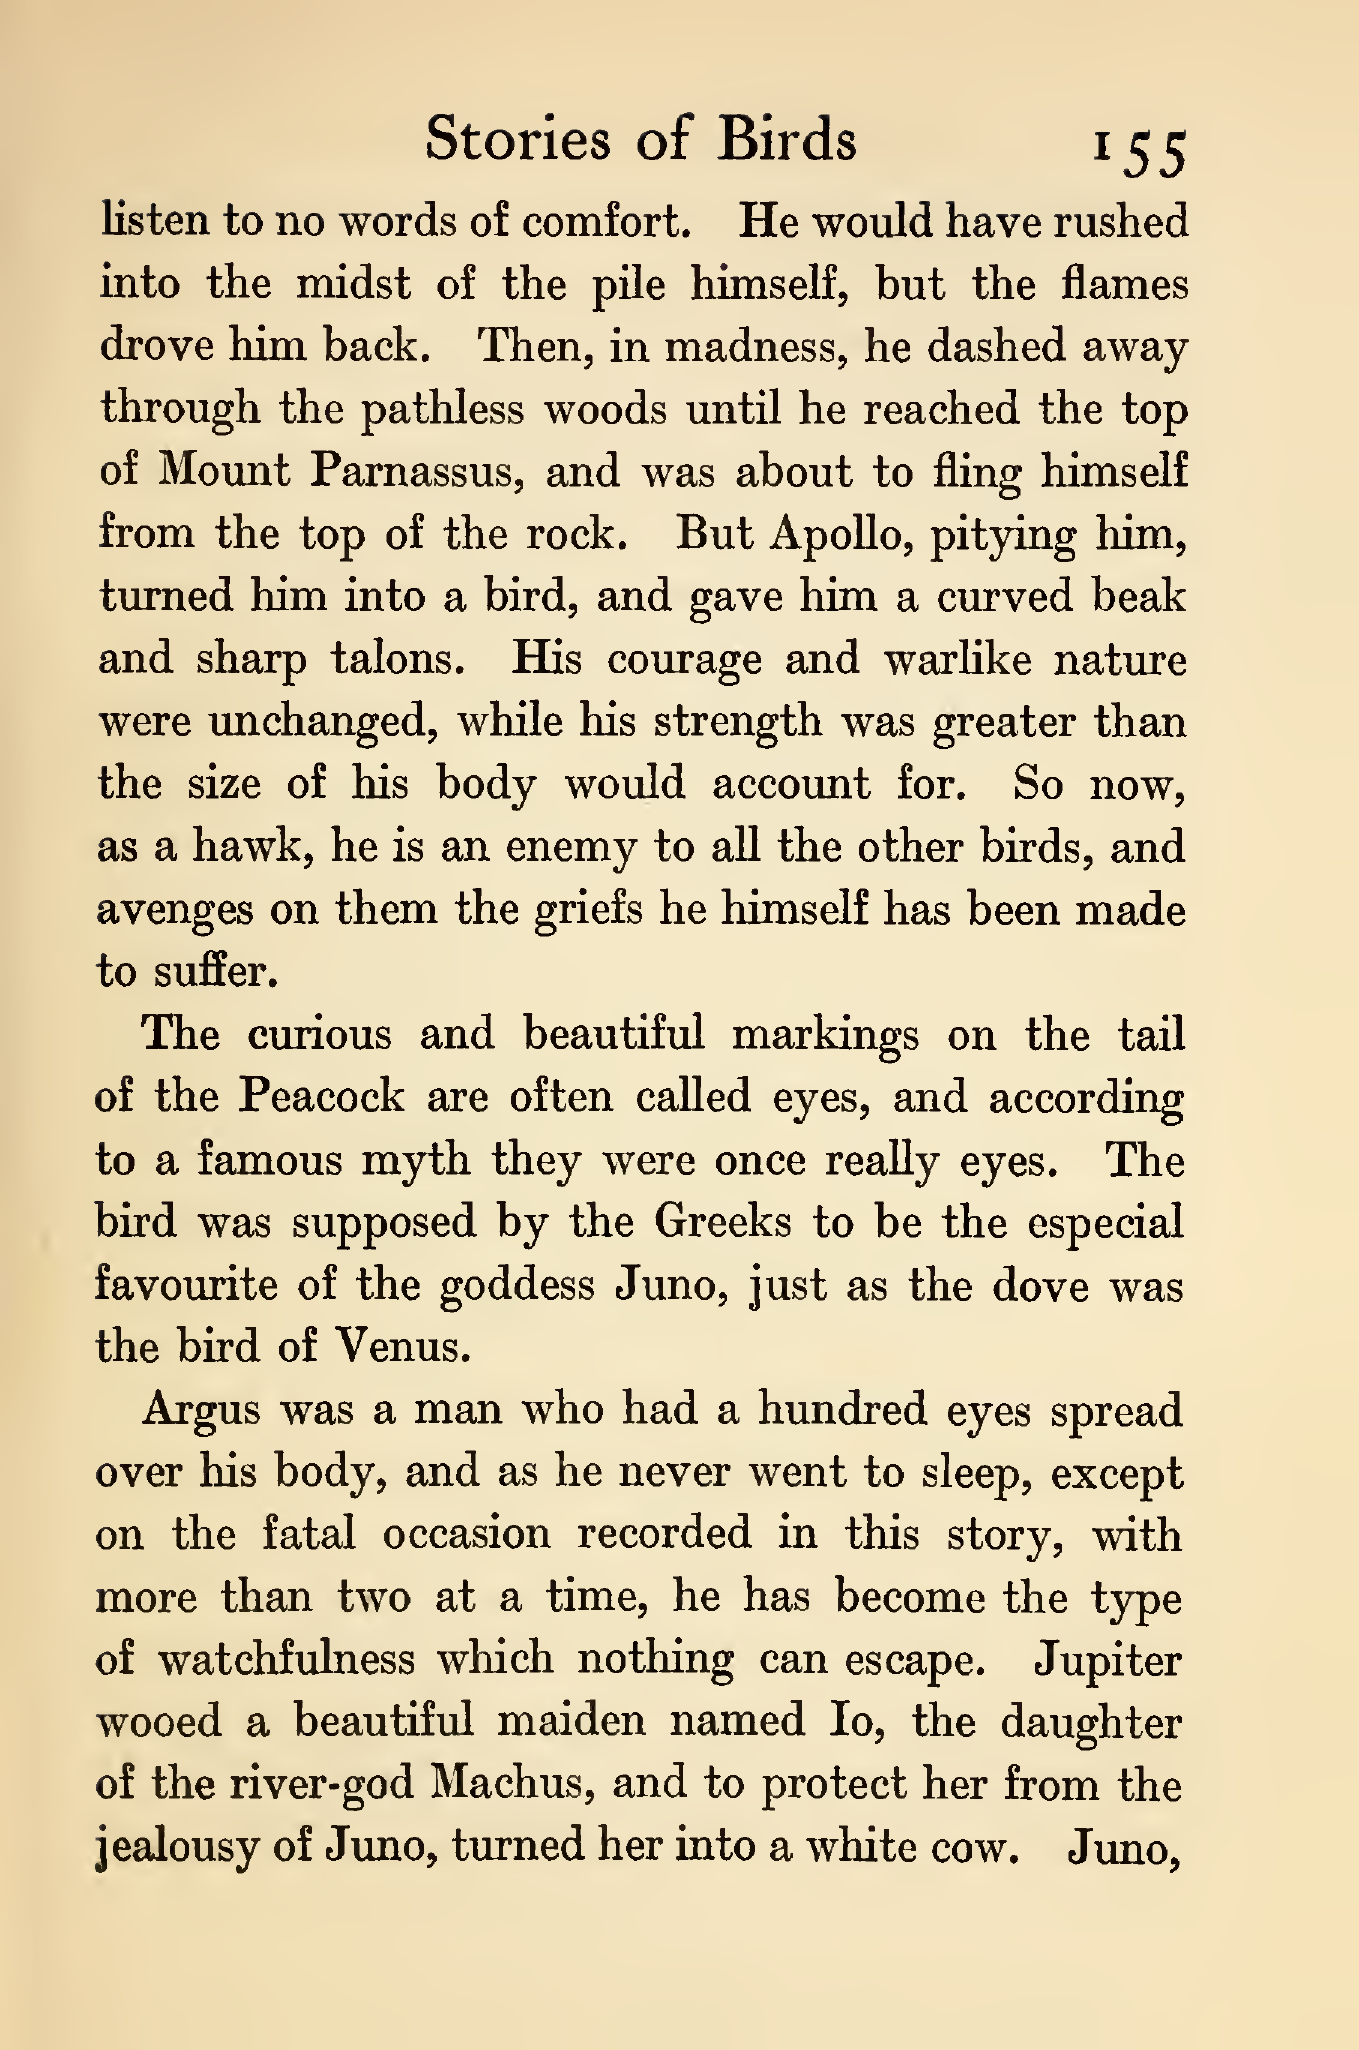 Stories of Birds 155
listen to no words of comfort. He would have rushed
into the midst of the pile himself, but the flames
drove him back. Then, in madness, he dashed away
through the pathless woods until he reached the top
of Mount Parnassus, and was about to fling himself
from the top of the rock. But Apollo, pitying him,
turned him into a bird, and gave him a curved beak
and sharp talons. His courage and warlike nature
were unchanged, while his strength was greater than
the size of his body would account for. So now,
as a hawk, he is an enemy to all the other birds, and
avenges on them the griefs he himself has been made
to suffer.
The curious and beautiful markings on the tail
of the Peacock are often called eyes, and according
to a famous myth they were once really eyes. The
bird was supposed by the Greeks to be the especial
favourite of the goddess Juno, just as the dove was
the bird of Venus.
Argus was a man who had a hundred eyes spread
over his body, and as he never went to sleep, except
on the fatal occasion recorded in this story, with
more than two at a time, he has become the type
of watchfulness which nothing can escape. Jupiter
wooed a beautiful maiden named Io, the daughter
of the river-god Machus, and to protect her from the
jealousy of Juno, turned her into a white cow. Juno,